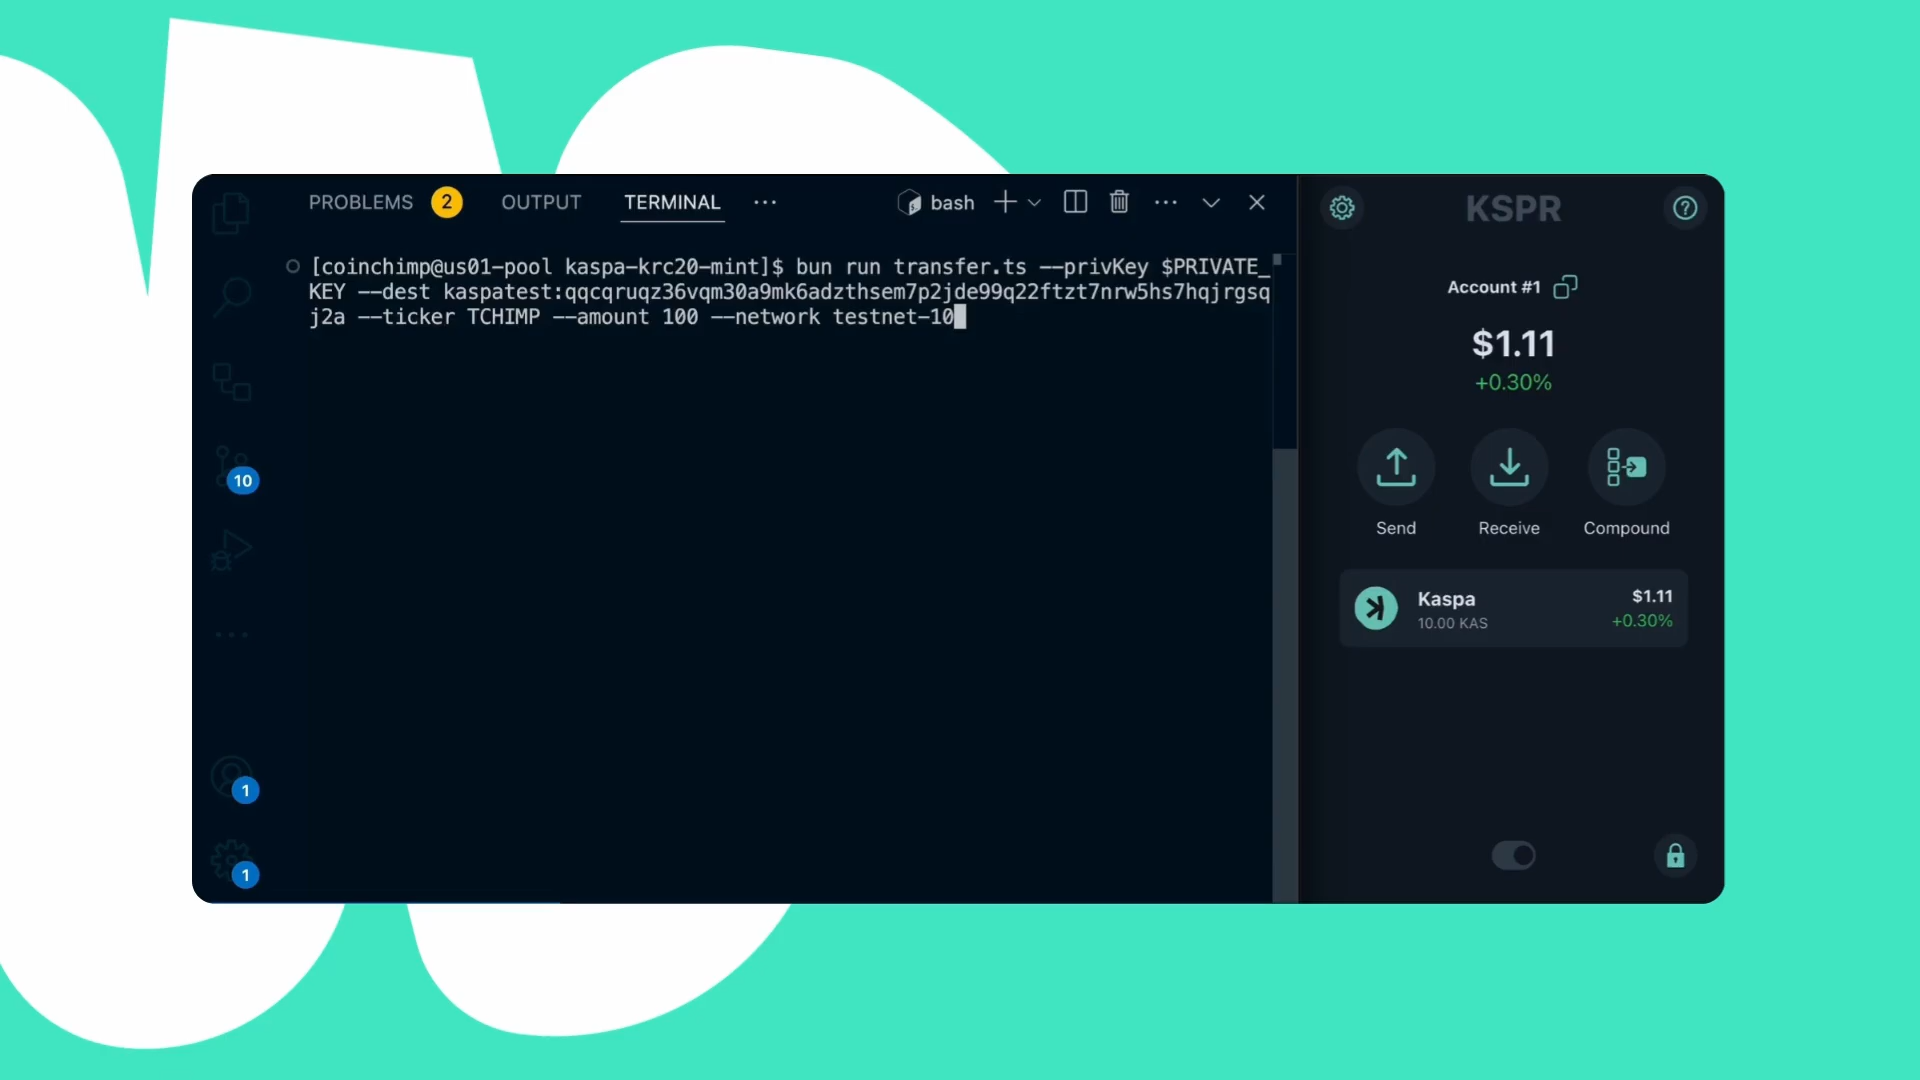 PROBLEMS 2 OUTPUT TERMINAL ··· bash
[coinchimp@us01-pool kaspa-krc20-mint]$ bun run transfer.ts --privKey $PRIVATE_
KEY --dest kaspatest:qqcqruqz36vqm30a9mk6adzthsem7p2jde99q22ftzt7nrw5hs7hqjrgsq
j2a --ticker TCHIMP --amount 100 --network testnet-10
10
1
1
KSPR
Account #1
$1.11
+0.30%
Send Receive Compound
Kaspa $1.11
10.00 KAS +0.30%